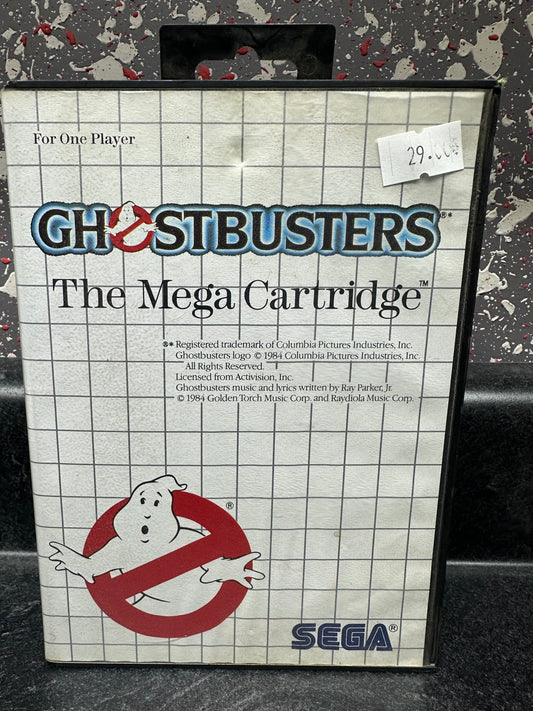 For One Player
29.00$
GHOSTBUSTERS®*
The Mega Cartridge™
®* Registered trademark of Columbia Pictures Industries, Inc.
Ghostbusters logo © 1984 Columbia Pictures Industries, Inc.
All Rights Reserved.
Licensed from Activision, Inc.
Ghostbusters music and lyrics written by Ray Parker, Jr.
© 1984 Golden Torch Music Corp. and Raydiola Music Corp.
®
SEGA®